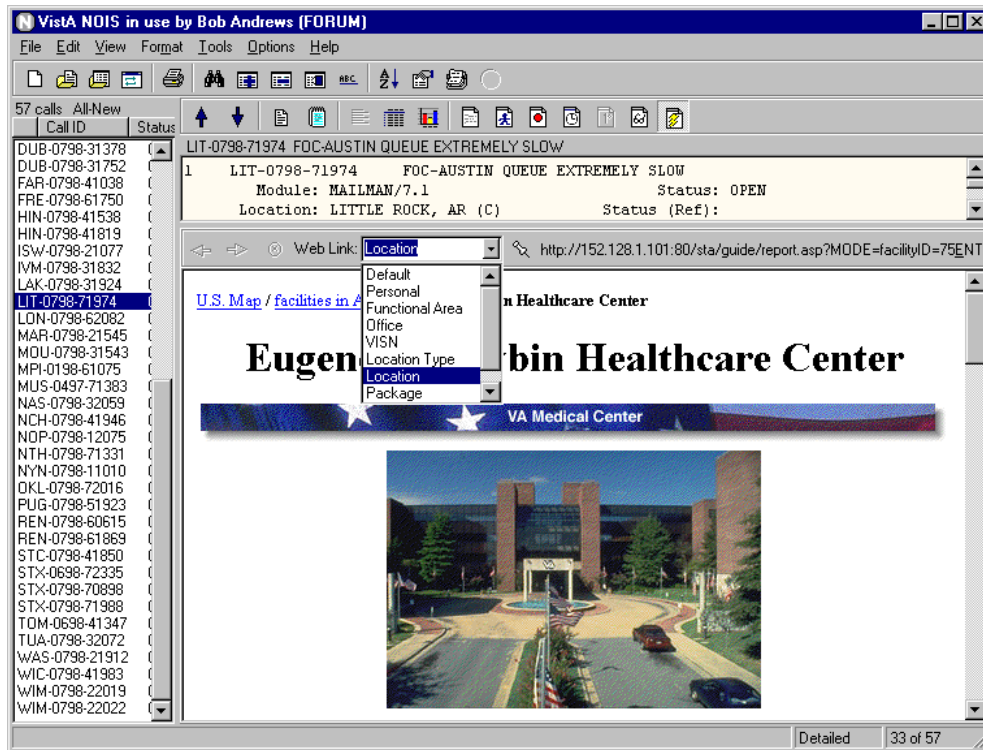 VistA NOIS in use by Bob Andrews (FORUM)
File Edit View Format Tools Options Help
57 calls All-New
Call ID Status
DUB-0798-31378
DUB-0798-31752
FAR-0798-41038
FRE-0798-61750
HIN-0798-41538
HIN-0798-41819
ISW-0798-21077
IVM-0798-31832
LAK-0798-31924
LIT-0798-71974
LON-0798-62082
MAR-0798-21545
MOU-0798-31543
MPI-0198-61075
MUS-0497-71383
NAS-0798-32059
NCH-0798-41946
NOP-0798-12075
NTH-0798-71331
NYN-0798-11010
OKL-0798-72016
PUG-0798-51923
REN-0798-60615
REN-0798-61869
STC-0798-41850
STX-0698-72335
STX-0798-70898
STX-0798-71988
TOM-0698-41347
TUA-0798-32072
WAS-0798-21912
WIC-0798-41983
WIM-0798-22019
WIM-0798-22022
LIT-0798-71974 FOC-AUSTIN QUEUE EXTREMELY SLOW
1 LIT-0798-71974 FOC-AUSTIN QUEUE EXTREMELY SLOW
Module: MAILMAN/7.1 Status: OPEN
Location: LITTLE ROCK, AR (C) Status (Ref):
Web Link: Location http://152.128.1.101:80/sta/guide/report.asp?MODE=facilityID=75ENT
Default
Personal
Functional Area
Office
VISN
Location Type
Location
Package
U.S. Map / facilities in A n Healthcare Center
Eugen bin Healthcare Center
VA Medical Center
Detailed 33 of 57